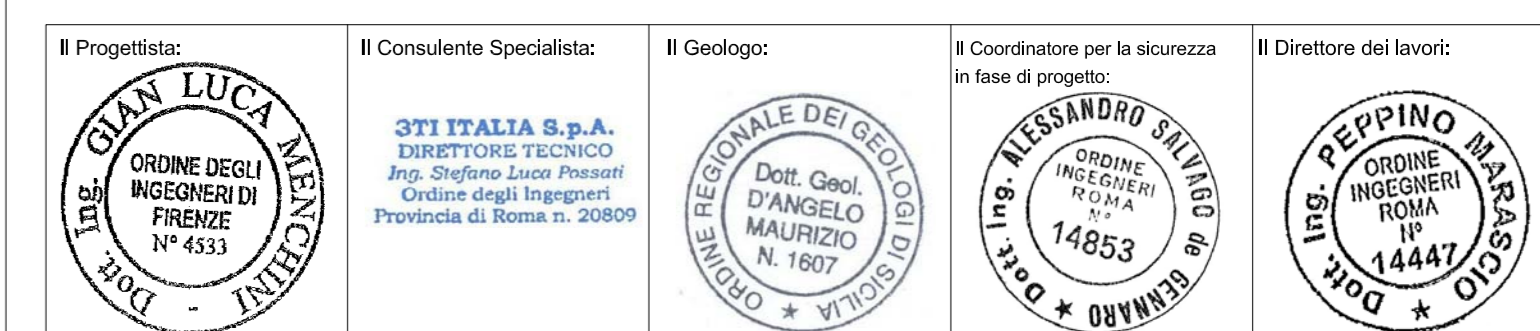 Il Progettista:
Dott. Ing. GIAN LUCA MENCHINI -
ORDINE DEGLI
INGEGNERI DI
FIRENZE
N° 4533
Il Consulente Specialista:
3TI ITALIA S.p.A.
DIRETTORE TECNICO
Ing. Stefano Luca Possati
Ordine degli Ingegneri
Provincia di Roma n. 20809
Il Geologo:
ORDINE REGIONALE DEI GEOLOGI DI SICILIA *
Dott. Geol.
D'ANGELO
MAURIZIO
N. 1607
Il Coordinatore per la sicurezza
in fase di progetto:
Dott. Ing. ALESSANDRO SALVAGO de GENNARO ★
ORDINE
INGEGNERI
ROMA
N°
14853
Il Direttore dei lavori:
Dott. Ing. PEPPINO MARASCIO ★
ORDINE
INGEGNERI
ROMA
N°
14447